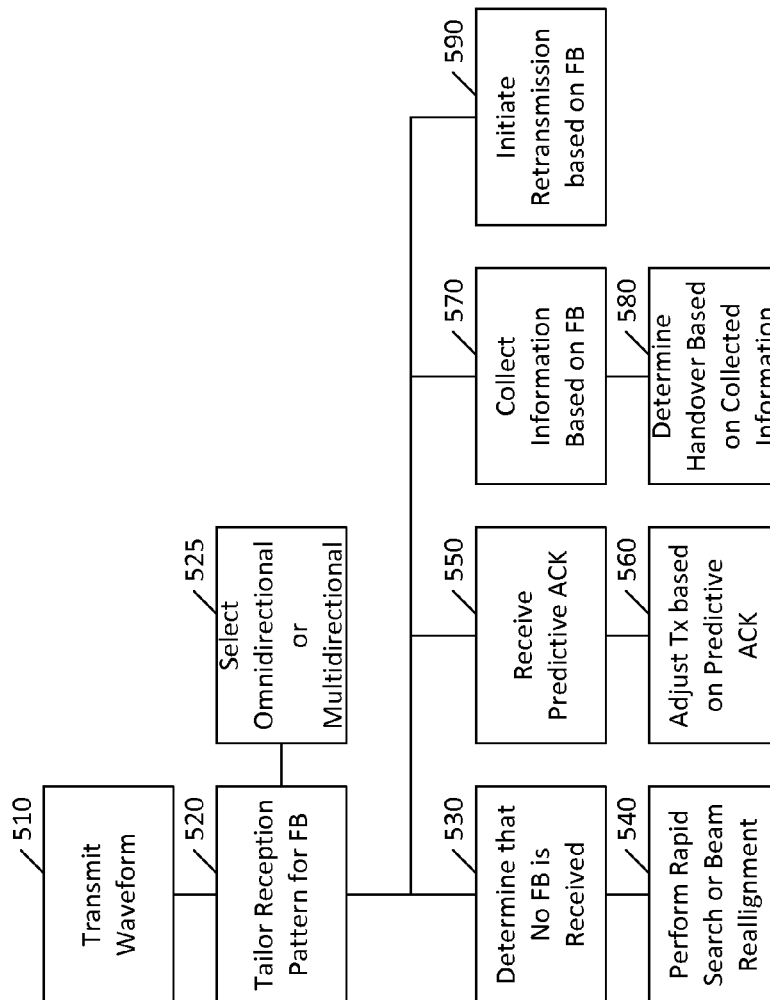 510
Transmit
Waveform
520
Tailor Reception
Pattern for FB
525
Select
Omnidirectional
or
Multidirectional
530
Determine that
No FB is
Received
540
Perform Rapid
Search or Beam
Reallignment
550
Receive
Predictive ACK
560
Adjust Tx based
on Predictive
ACK
570
Collect
Information
Based on FB
580
Determine
Handover Based
on Collected
Information
590
Initiate
Retransmission
based on FB